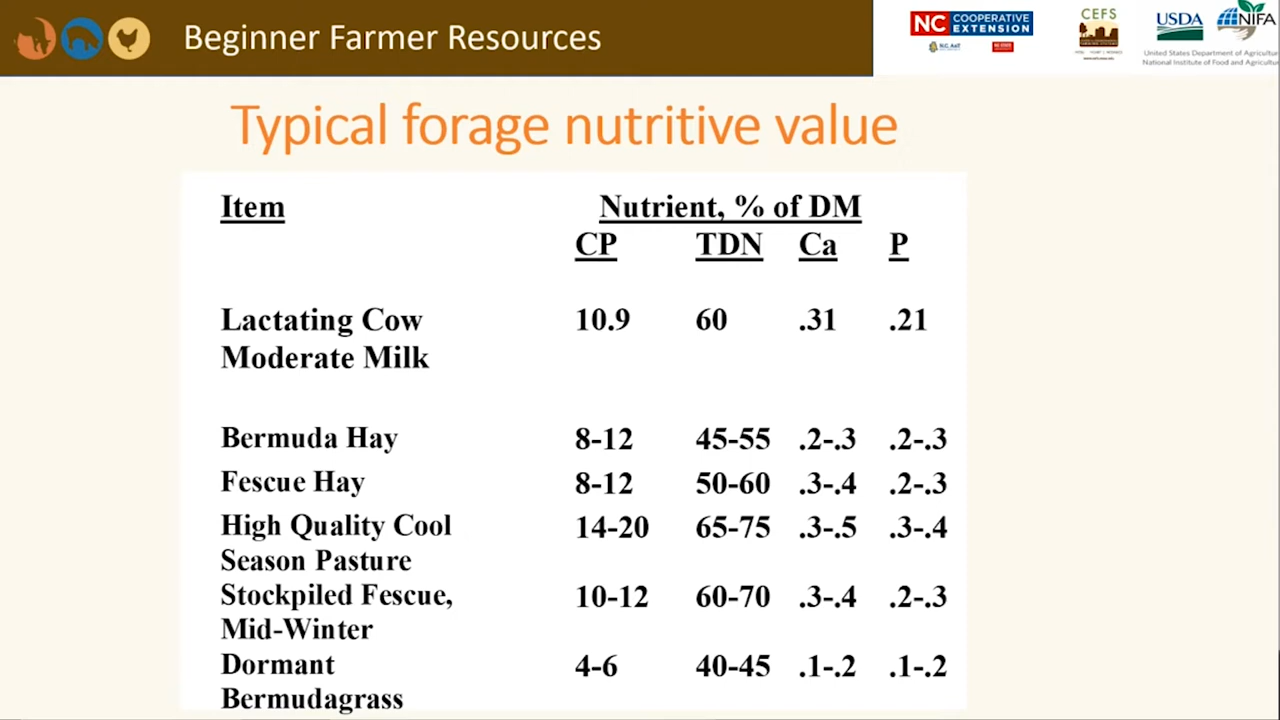 Beginner Farmer Resources
NC COOPERATIVE EXTENSION
CEFS
USDA
NIFA
United States Department of Agricultur
National Institute of Food and Agricultur
Typical forage nutritive value
Item Nutrient, % of DM
CP TDN Ca P
Lactating Cow 10.9 60 .31 .21
Moderate Milk
Bermuda Hay 8-12 45-55 .2-.3 .2-.3
Fescue Hay 8-12 50-60 .3-.4 .2-.3
High Quality Cool 14-20 65-75 .3-.5 .3-.4
Season Pasture
Stockpiled Fescue, 10-12 60-70 .3-.4 .2-.3
Mid-Winter
Dormant 4-6 40-45 .1-.2 .1-.2
Bermudagrass